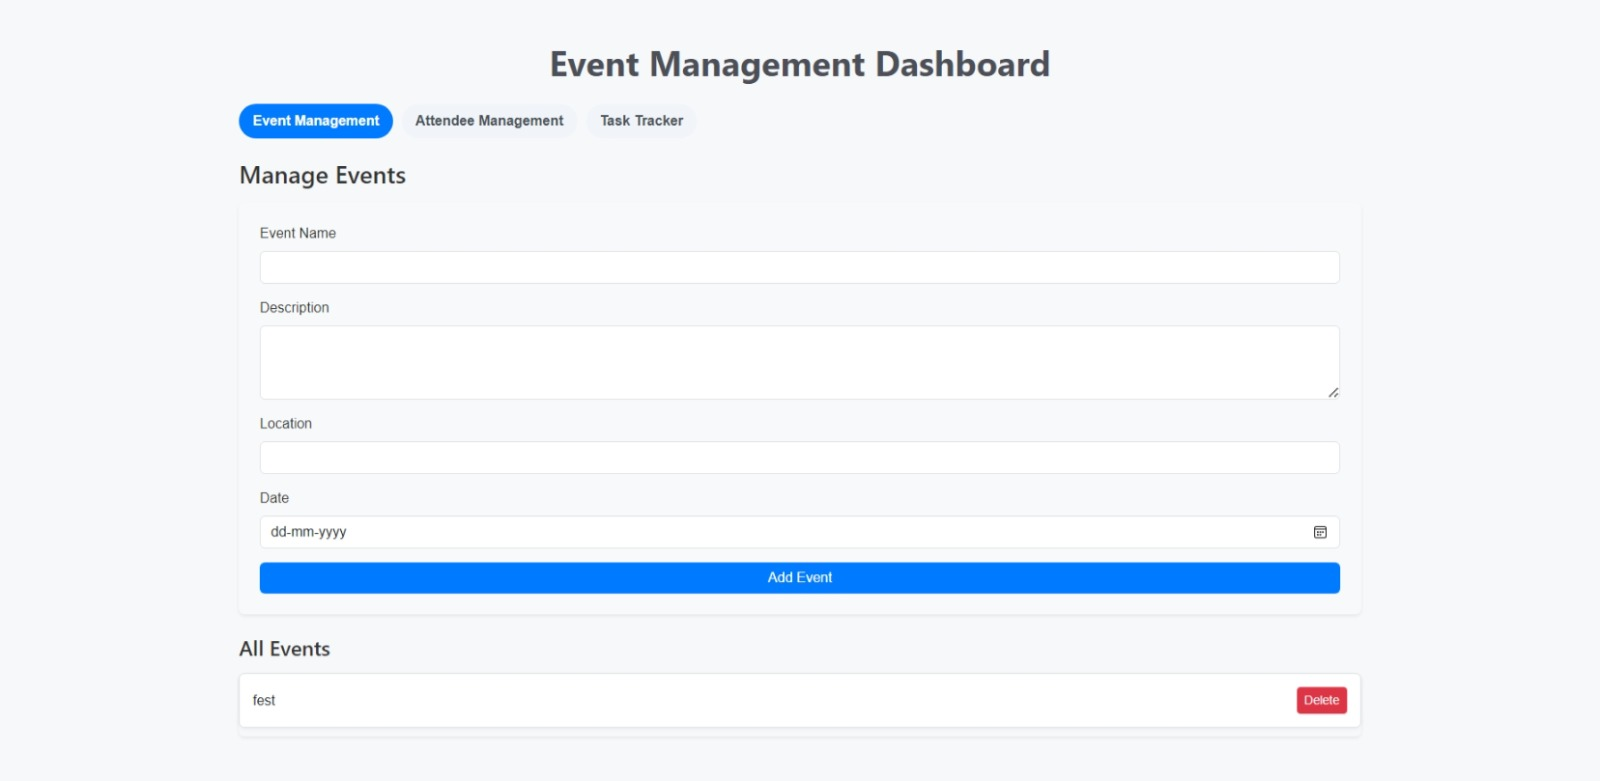 Event Management Dashboard
Event Management Attendee Management Task Tracker
Manage Events
Event Name
Description
Location
Date
dd-mm-yyyy
Add Event
All Events
fest Delete